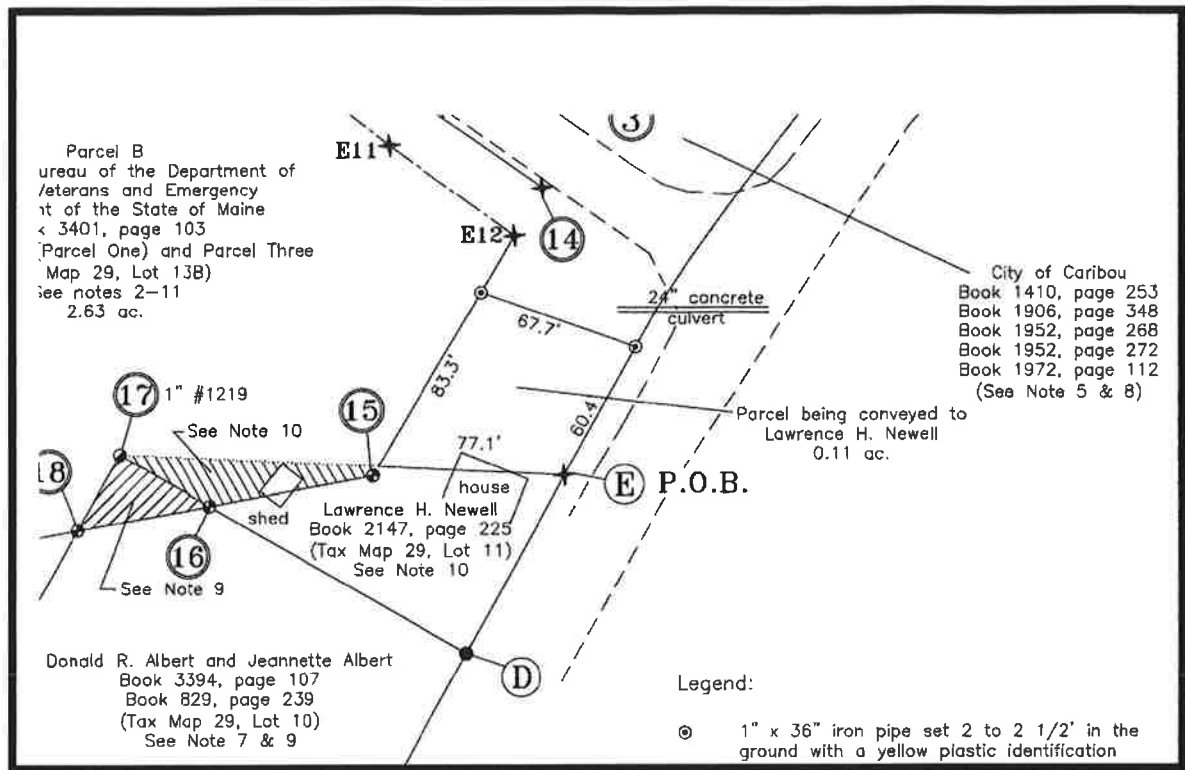 3
Parcel B
ureau of the Department of
Veterans and Emergency
nt of the State of Maine
3401, page 103
Parcel One) and Parcel Three
Map 29, Lot 13B)
See notes 2-11
2.63 ac.
E11
E12
14
24" concrete
culvert
City of Caribou
Book 1410, page 253
Book 1906, page 348
Book 1952, page 268
Book 1952, page 272
Book 1972, page 112
(See Note 5 & 8)
67.7'
83.3'
60.4'
Parcel being conveyed to
Lawrence H. Newell
0.11 ac.
17
1" #1219
See Note 10
15
77.1'
house
E
P.O.B.
18
shed
Lawrence H. Newell
Book 2147, page 225
(Tax Map 29, Lot 11)
See Note 10
16
See Note 9
Donald R. Albert and Jeannette Albert
Book 3394, page 107
Book 829, page 239
(Tax Map 29, Lot 10)
See Note 7 & 9
D
Legend:
1" x 36" iron pipe set 2 to 2 1/2' in the
ground with a yellow plastic identification